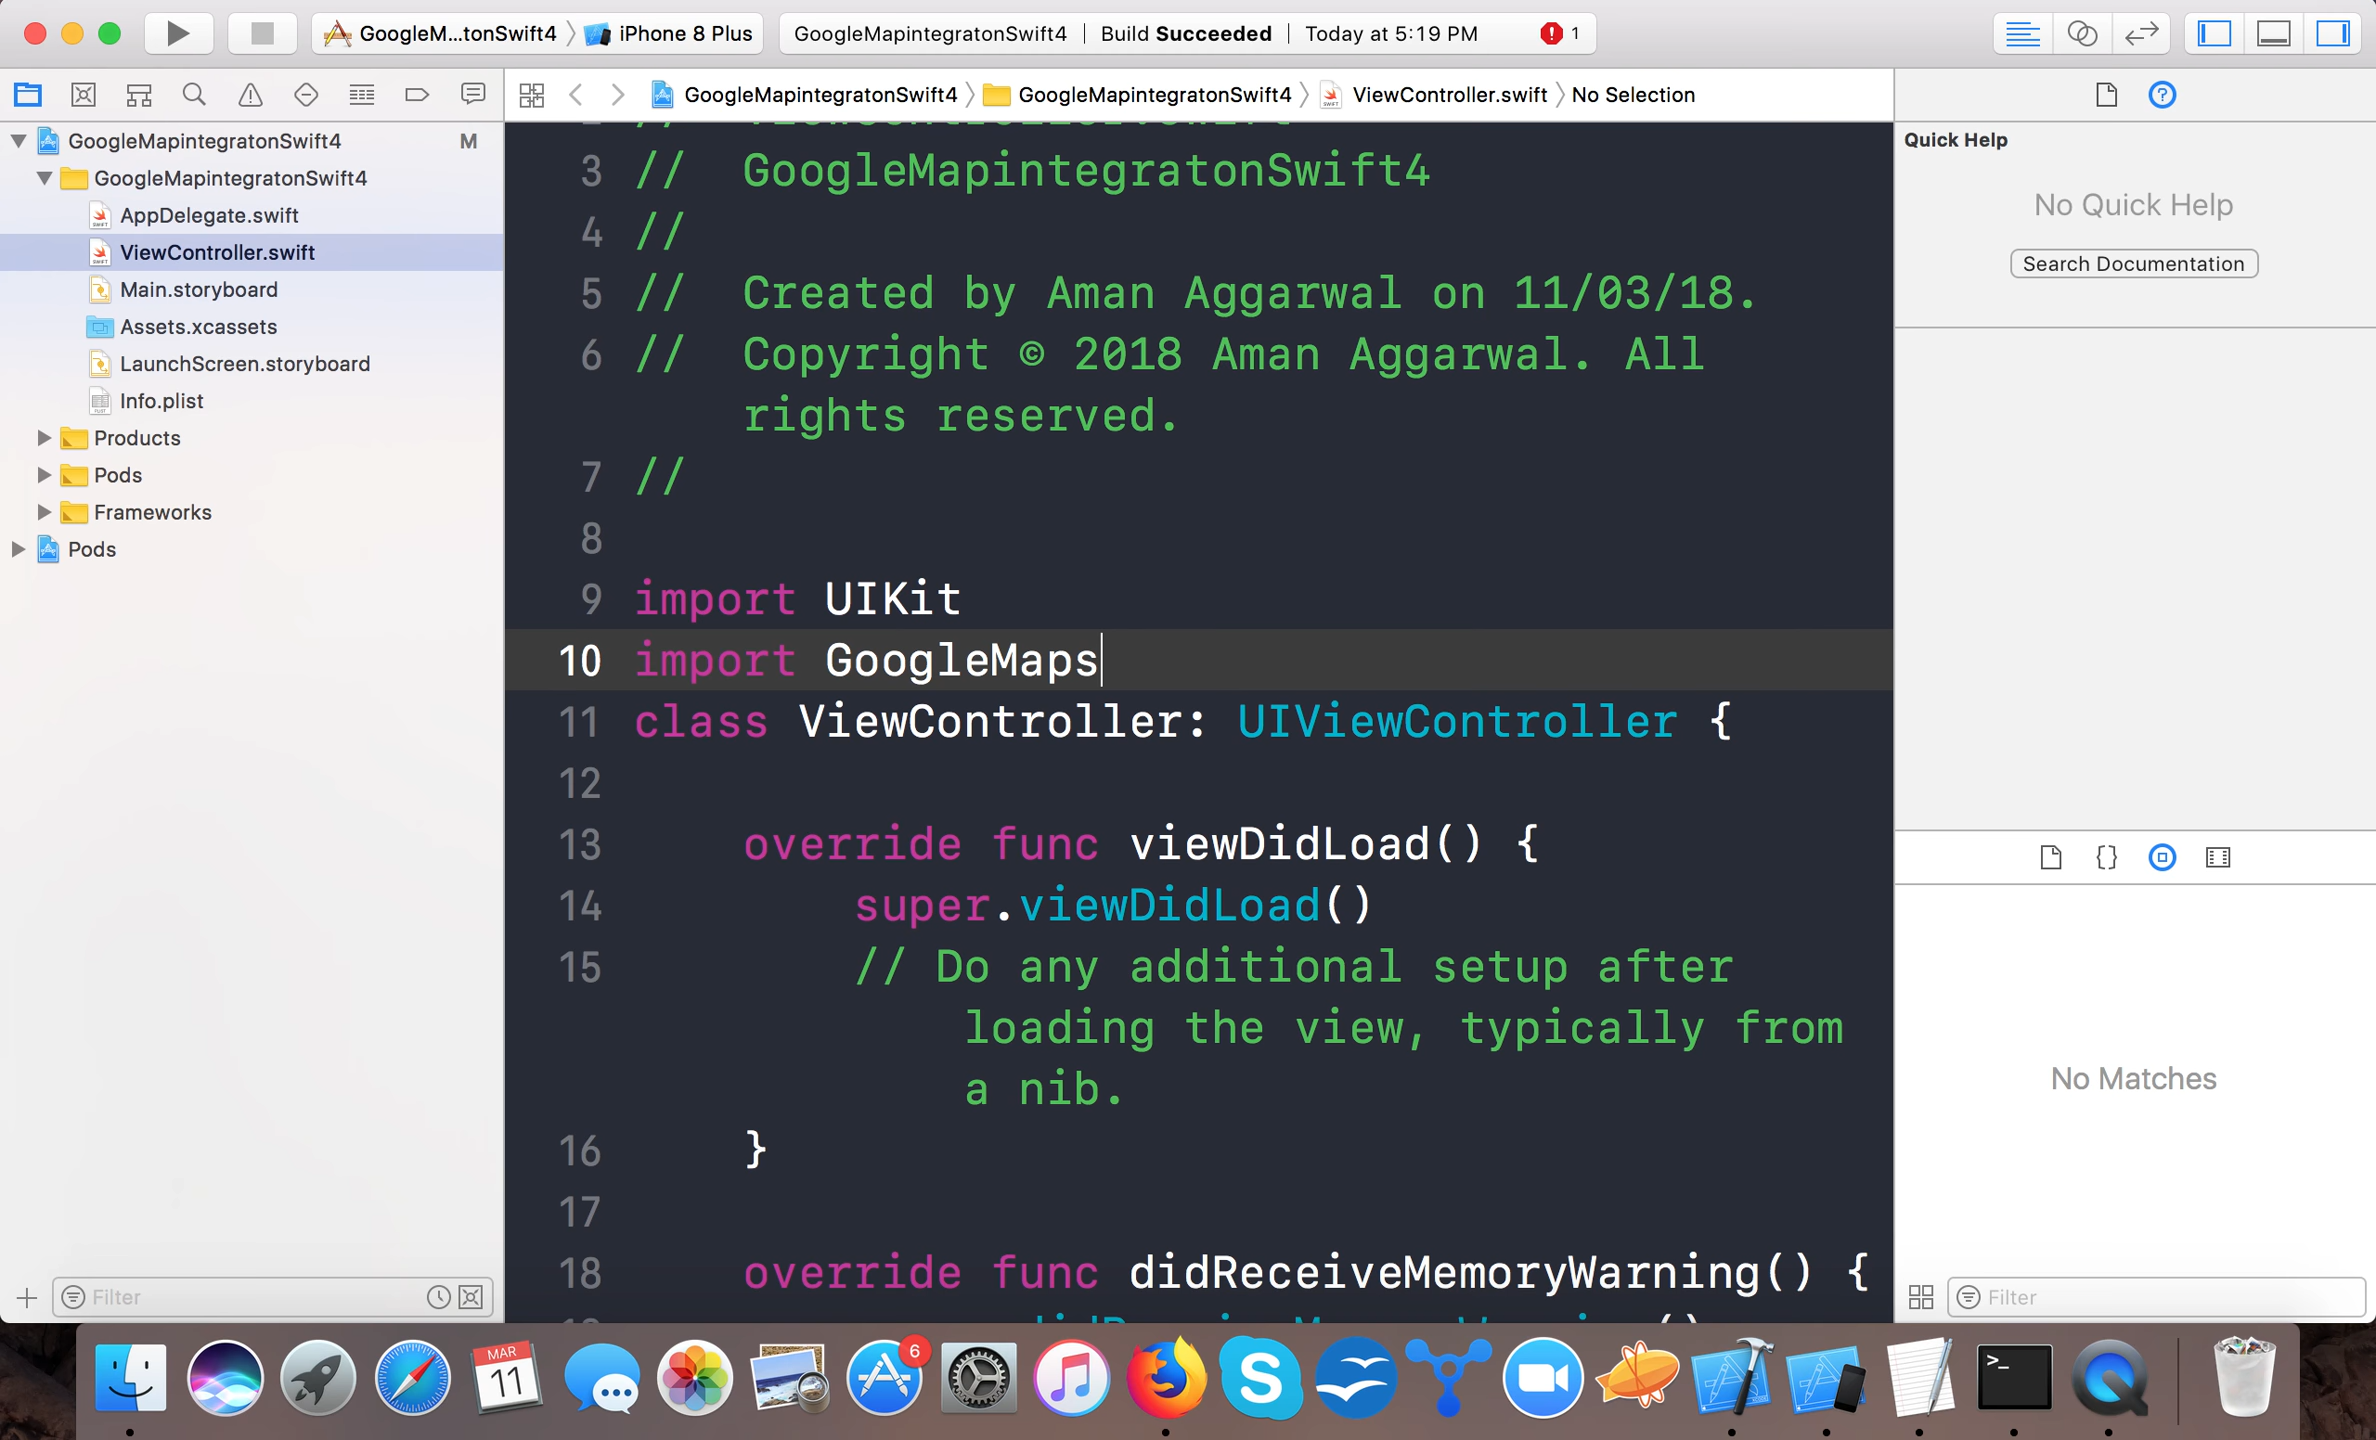 GoogleM...tonSwift4
iPhone 8 Plus
GoogleMapintegratonSwift4
Build Succeeded
Today at 5:19 PM
1
GoogleMapintegratonSwift4
GoogleMapintegratonSwift4
ViewController.swift
No Selection
GoogleMapintegratonSwift4 M
GoogleMapintegratonSwift4
AppDelegate.swift
ViewController.swift
Main.storyboard
Assets.xcassets
LaunchScreen.storyboard
Info.plist
Products
Pods
Frameworks
Pods
Filter
3 //  GoogleMapintegratonSwift4
4 //
5 //  Created by Aman Aggarwal on 11/03/18.
6 //  Copyright © 2018 Aman Aggarwal. All
rights reserved.
7 //
8
9 import UIKit
10 import GoogleMaps
11 class ViewController: UIViewController {
12
13 override func viewDidLoad() {
14 super.viewDidLoad()
15 // Do any additional setup after
loading the view, typically from
a nib.
16 }
17
18 override func didReceiveMemoryWarning() {
Quick Help
No Quick Help
Search Documentation
{}
No Matches
Filter
MAR
11
6
S
>_